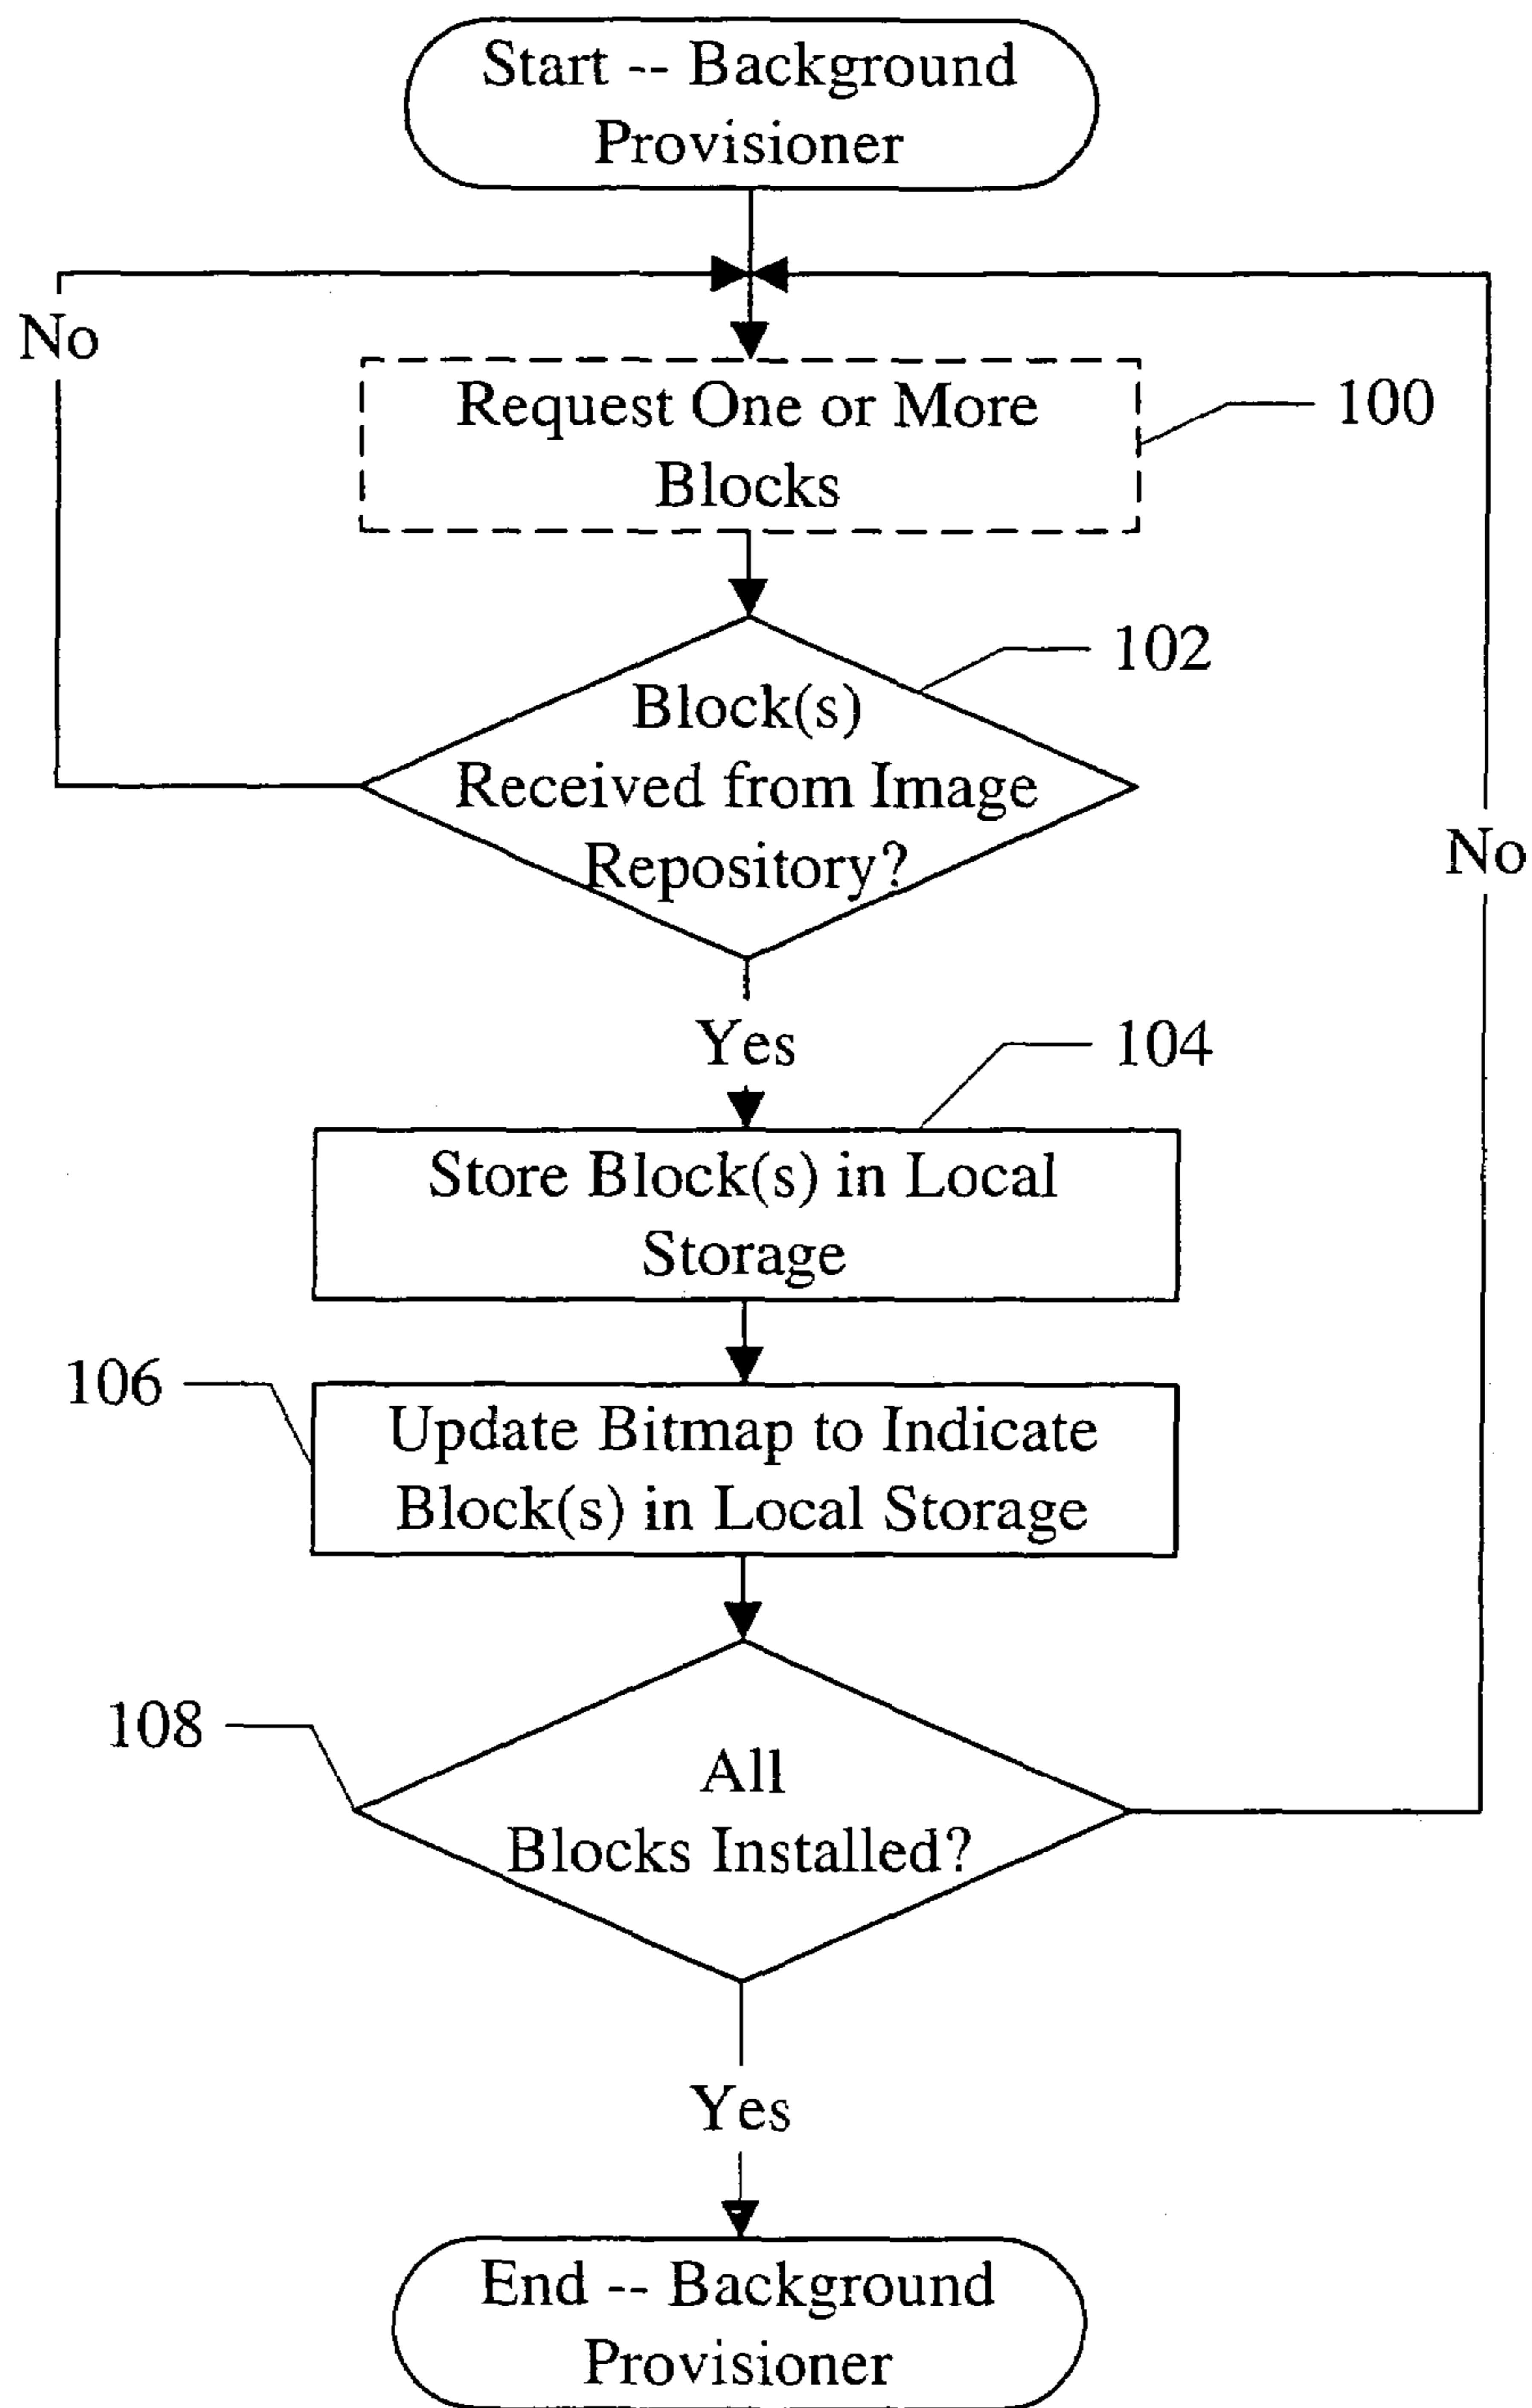 Start -- Background
Provisioner
No
Request One or More
Blocks
100
102
Block(s)
Received from Image
Repository?
No
Yes
104
Store Block(s) in Local
Storage
106
Update Bitmap to Indicate
Block(s) in Local Storage
108
All
Blocks Installed?
Yes
End -- Background
Provisioner